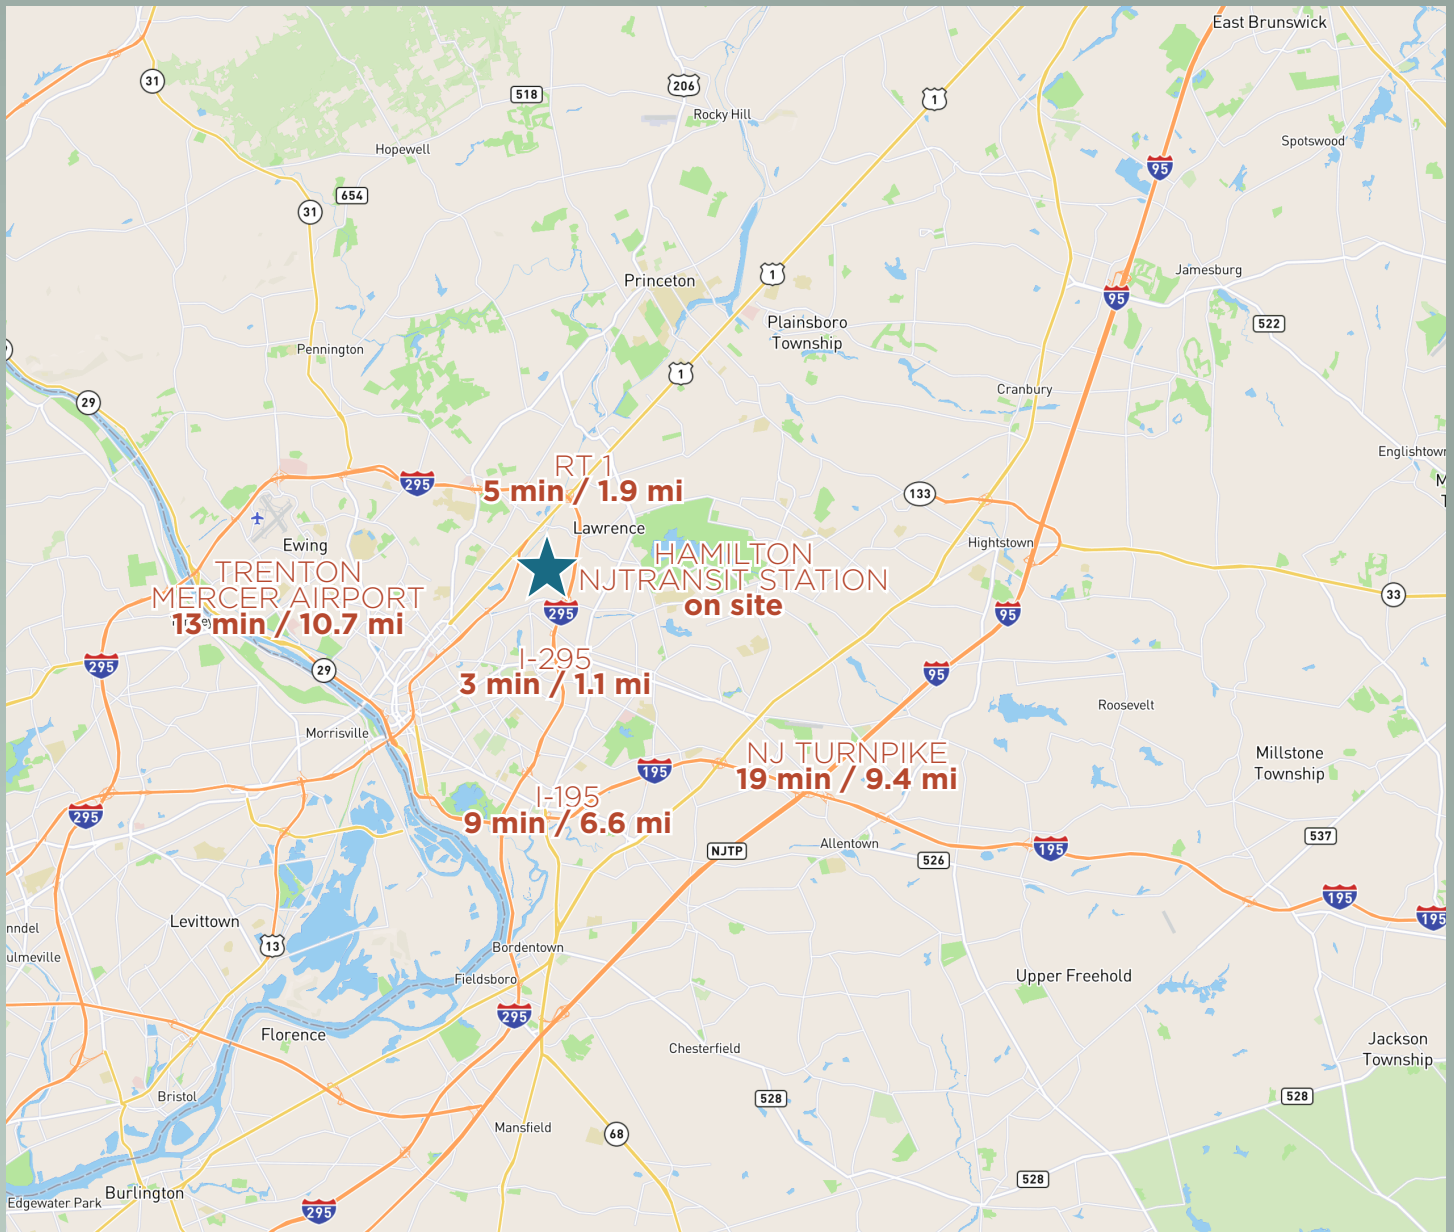 East Brunswick
31
518
206
1
Rocky Hill
Spotswood
Hopewell
95
654
31
Princeton
1
Jamesburg
95
Plainsboro
Township
522
Pennington
1
Cranbury
29
Englishtown
RT 1
5 min / 1.9 mi
295
133
Lawrence
Hightstown
Ewing
HAMILTON
NJTRANSIT STATION
on site
TRENTON
MERCER AIRPORT
13 min / 10.7 mi
33
295
95
295
29
I-295
3 min / 1.1 mi
95
Roosevelt
Morrisville
Millstone
Township
NJ TURNPIKE
19 min / 9.4 mi
195
I-195
9 min / 6.6 mi
295
NJTP
Allentown
526
195
537
195
195
Levittown
nndel
13
ulmeville
Bordentown
Fieldsboro
Upper Freehold
295
Florence
Chesterfield
Jackson
Township
Bristol
528
528
Mansfield
68
528
Burlington
Edgewater Park
295